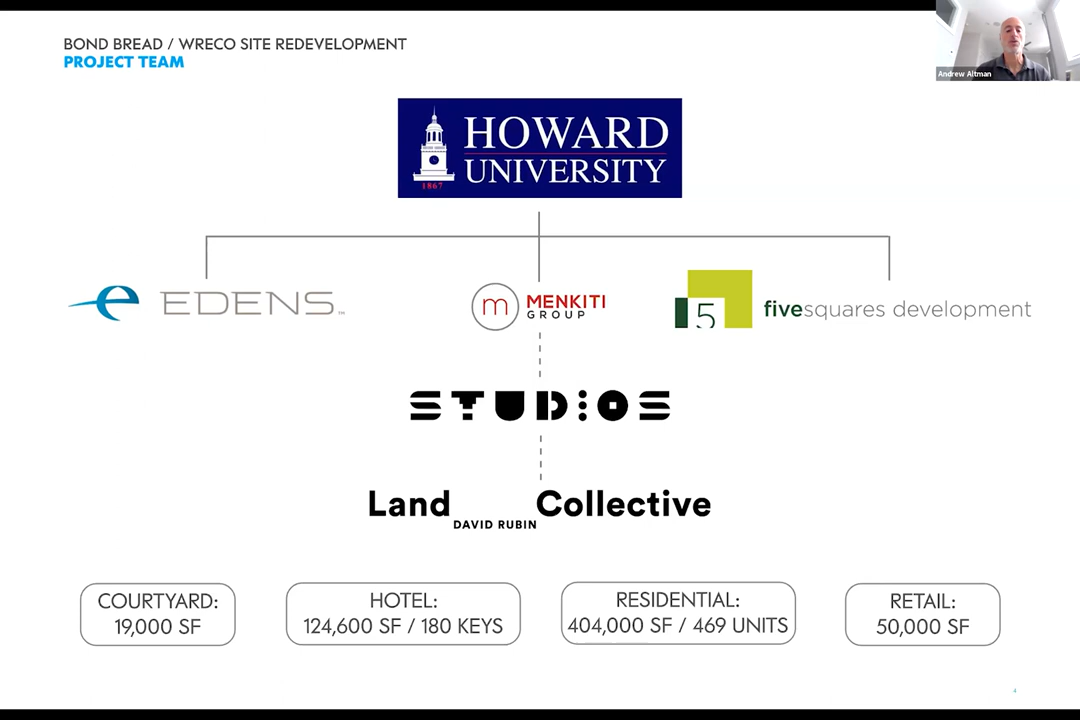 BOND BREAD / WRECO SITE REDEVELOPMENT
PROJECT TEAM
Andrew Altman
HOWARD
UNIVERSITY
1867
e EDENS™
m MENKITI
GROUP
5 fivesquares development
STUDIOS
Land Collective
DAVID RUBIN
COURTYARD:
19,000 SF
HOTEL:
124,600 SF / 180 KEYS
RESIDENTIAL:
404,000 SF / 469 UNITS
RETAIL:
50,000 SF
4